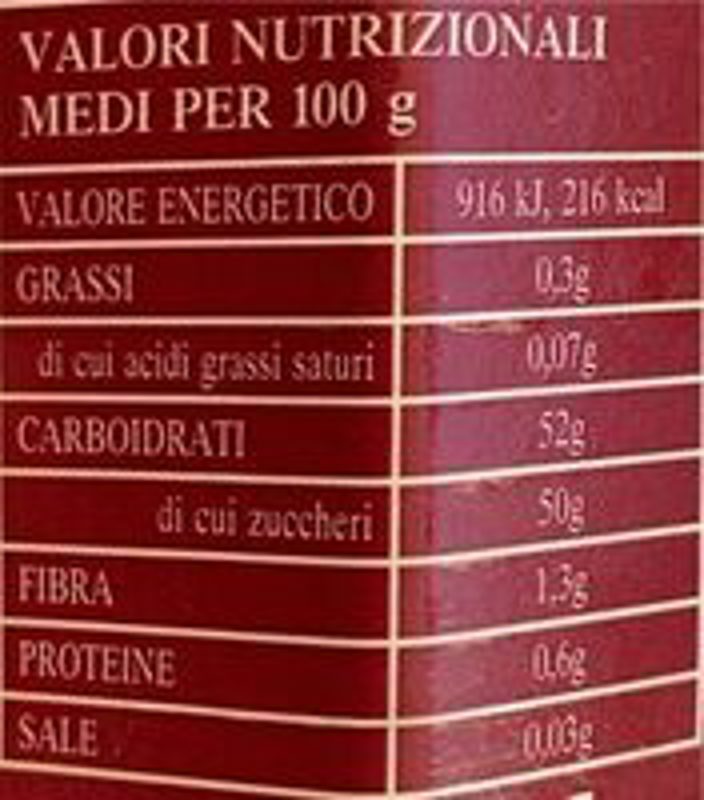 VALORI NUTRIZIONALI
MEDI PER 100 g
VALORE ENERGETICO 916 kJ, 216 kcal
GRASSI 0,3g
di cui acidi grassi saturi 0,07g
CARBOIDRATI 52g
di cui zuccheri 50g
FIBRA 1,3g
PROTEINE 0,6g
SALE 0,03g